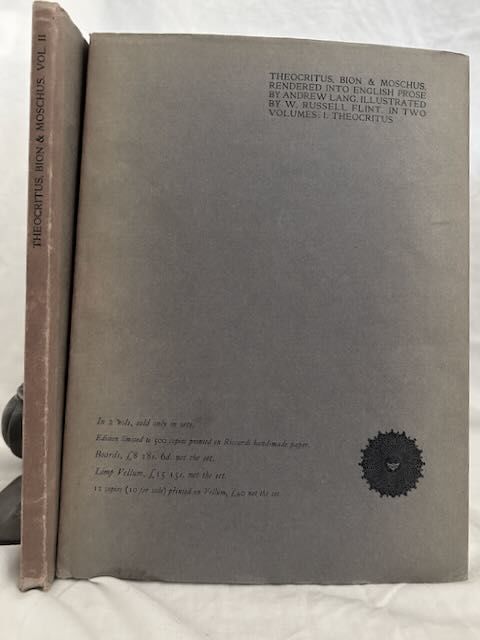 THEOCRITUS, BION & MOSCHUS. VOL. II
THEOCRITUS, BION & MOSCHUS.
RENDERED INTO ENGLISH PROSE
BY ANDREW LANG. ILLUSTRATED
BY W. RUSSELL FLINT. IN TWO
VOLUMES: I. THEOCRITUS
In 2 Vols, sold only in sets.
Edition limited to 500 copies printed on Riccardi handmade paper.
Boards, £8 18s. 6d. net the set.
Limp Vellum, £15 15s. net the set.
12 copies (10 for sale) printed on Vellum, £40 net the set